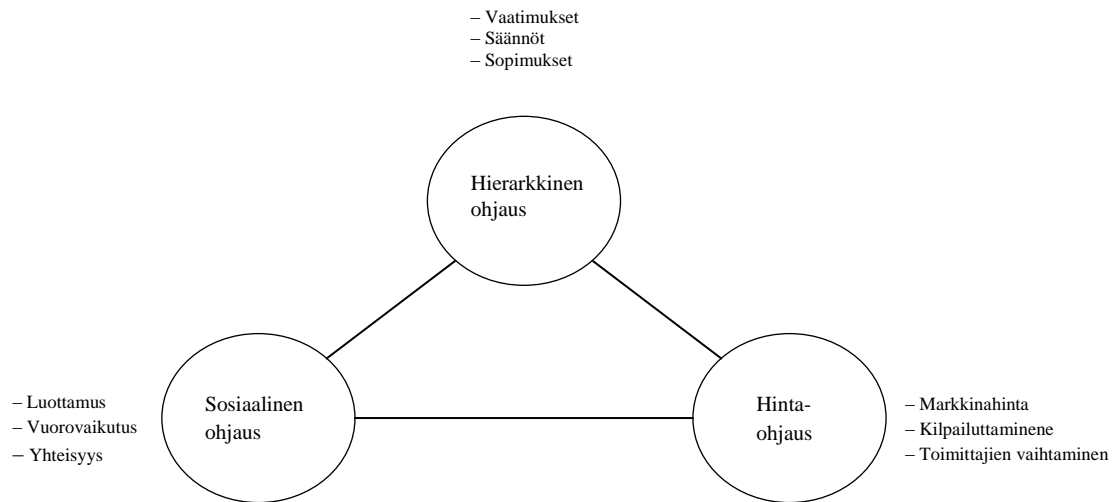 – Vaatimukset
– Säännöt
– Sopimukset
Hierarkkinen
ohjaus
– Luottamus
– Vuorovaikutus
– Yhteisyys
Sosiaalinen
ohjaus
Hinta-
ohjaus
– Markkinahinta
– Kilpailuttaminene
– Toimittajien vaihtaminen